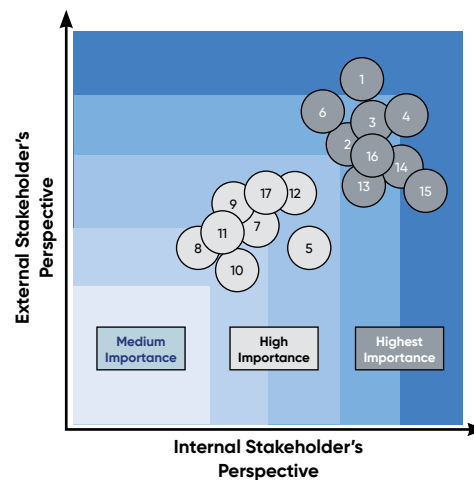 External Stakeholder's
Perspective
1
6
3
4
2
16
14
13
15
17
12
9
7
11
8
5
10
Medium
Importance
High
Importance
Highest
Importance
Internal Stakeholder's
Perspective